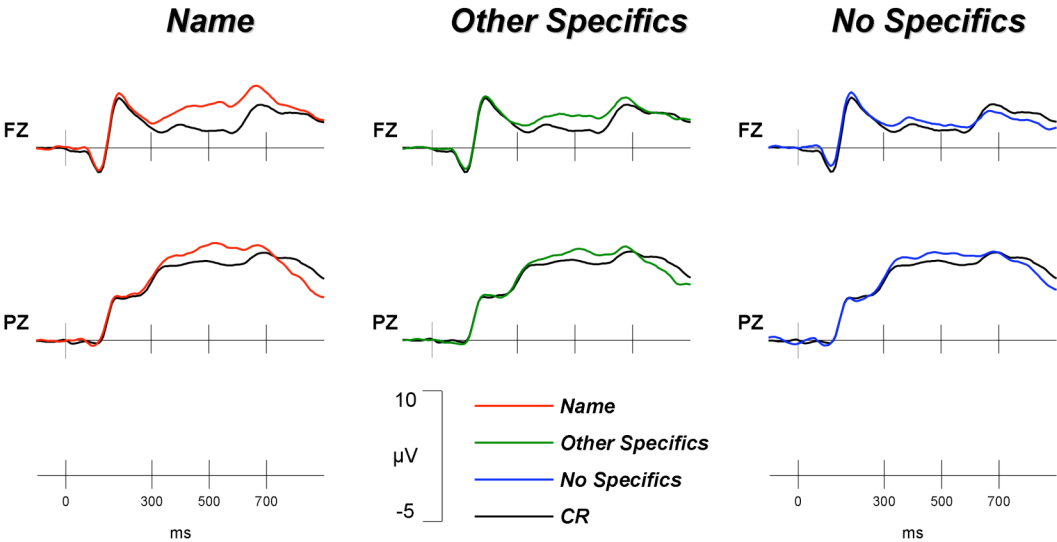 Name Other Specifics No Specifics
FZ FZ FZ
PZ PZ PZ
10
µV
-5
Name
Other Specifics
No Specifics
CR
0 300 500 700
ms
0 300 500 700
ms